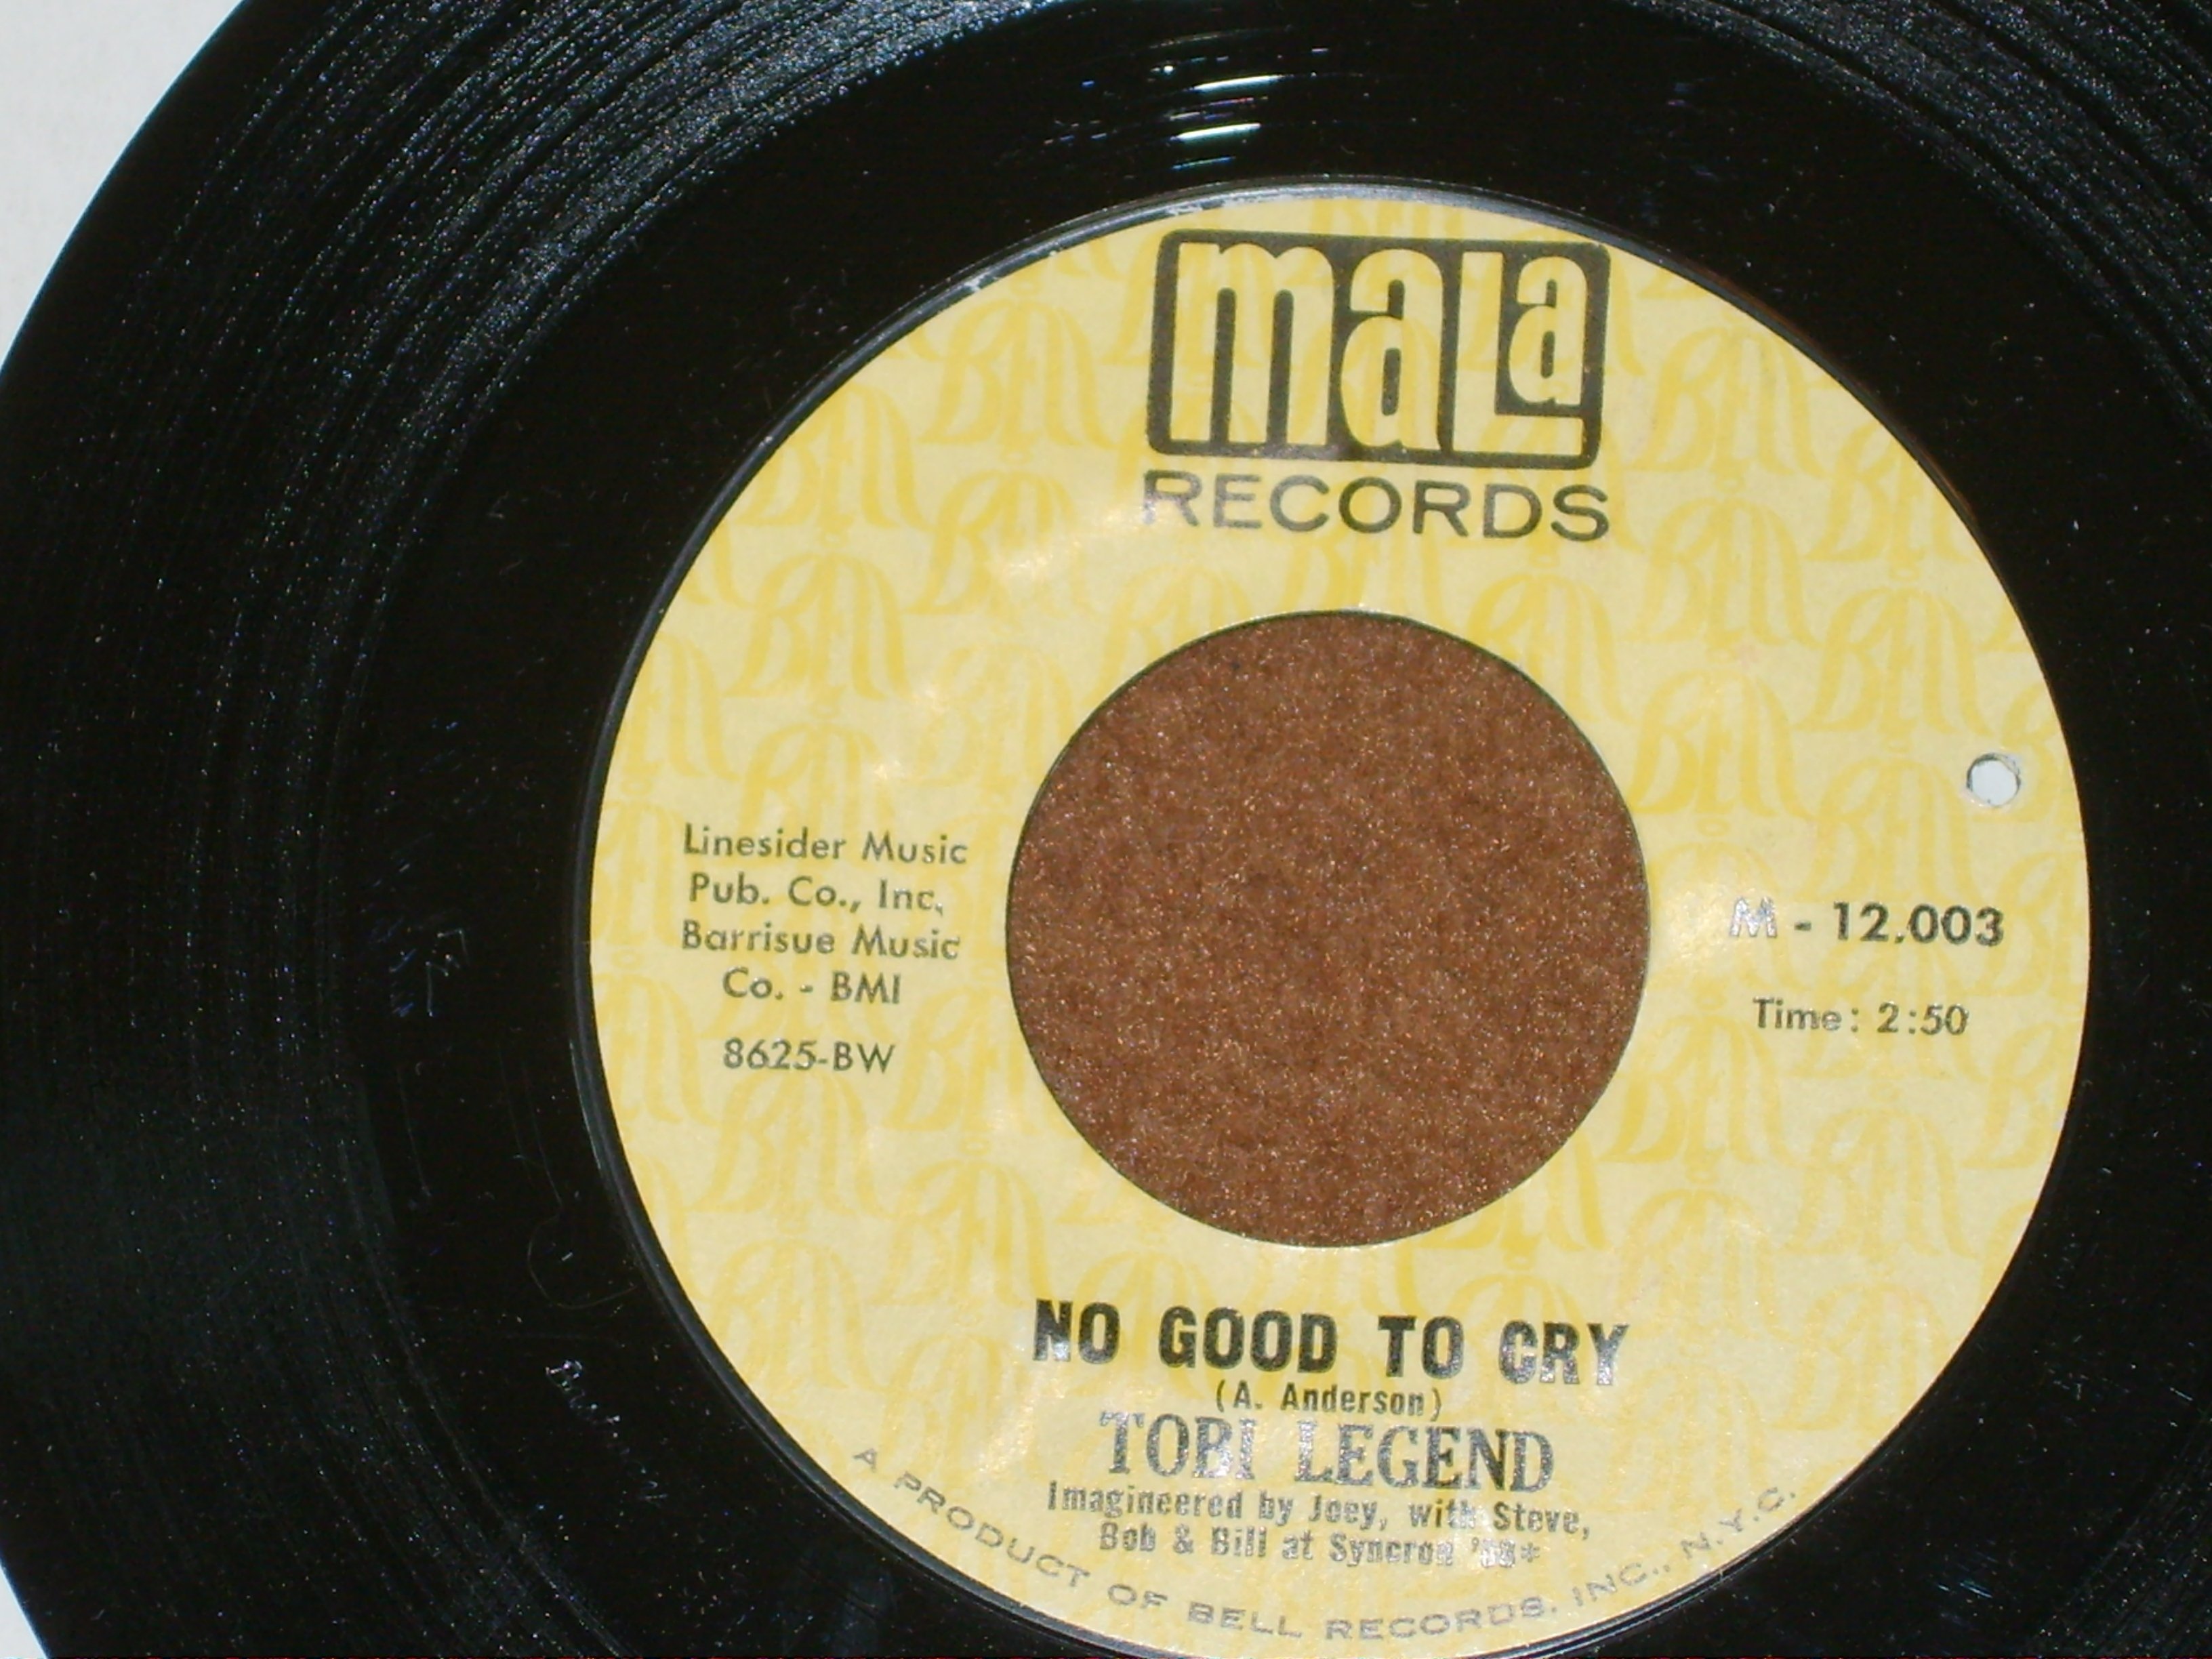 mala
RECORDS
Linesider Music
Pub. Co., Inc.
Barrisue Music
Co. - BMI
8625-BW
M - 12,003
Time: 2:50
NO GOOD TO CRY
(A. Anderson)
TOBI LEGEND
Imagineered by Joey, with Steve,
Bob & Bill at Syncron
A PRODUCT OF BELL RECORDS, INC., N.Y.C.